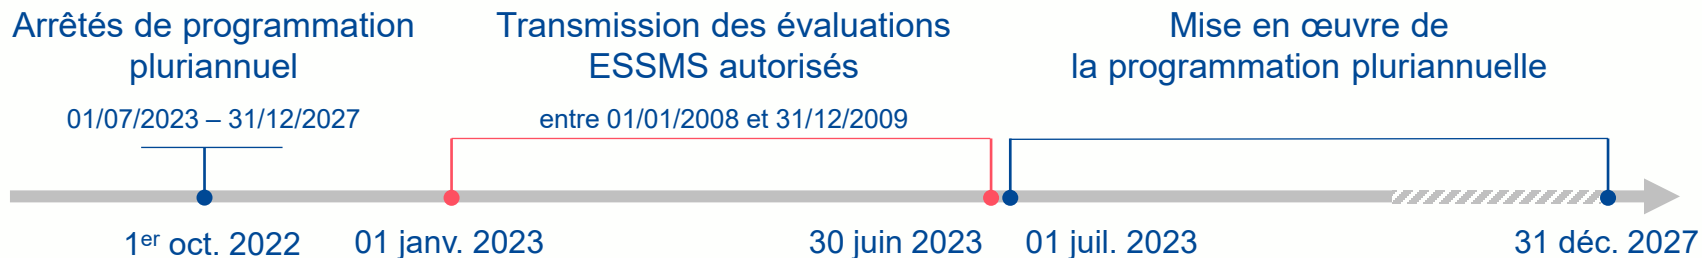 Arrêtés de programmation
pluriannuel
01/07/2023 – 31/12/2027
Transmission des évaluations
ESSMS autorisés
entre 01/01/2008 et 31/12/2009
Mise en œuvre de
la programmation pluriannuelle
1er oct. 2022
01 janv. 2023
30 juin 2023
01 juil. 2023
31 déc. 2027